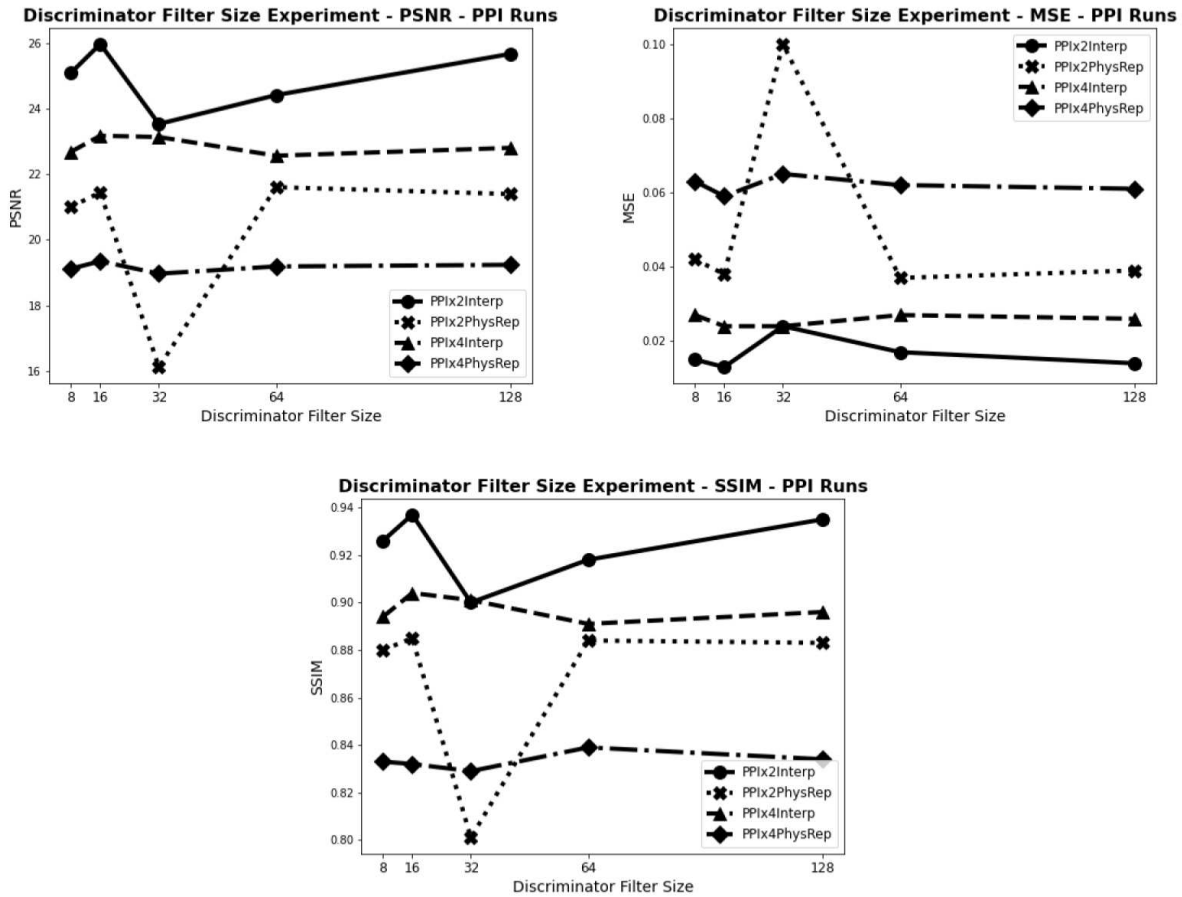 Discriminator Filter Size Experiment - PSNR - PPI Runs
26
24
22
20
18
16
PSNR
8 16 32 64 128
Discriminator Filter Size
PPIx2Interp
PPIx2PhysRep
PPIx4Interp
PPIx4PhysRep
Discriminator Filter Size Experiment - MSE - PPI Runs
0.10
0.08
0.06
0.04
0.02
MSE
8 16 32 64 128
Discriminator Filter Size
PPIx2Interp
PPIx2PhysRep
PPIx4Interp
PPIx4PhysRep
Discriminator Filter Size Experiment - SSIM - PPI Runs
0.94
0.92
0.90
0.88
0.86
0.84
0.82
0.80
SSIM
8 16 32 64 128
Discriminator Filter Size
PPIx2Interp
PPIx2PhysRep
PPIx4Interp
PPIx4PhysRep